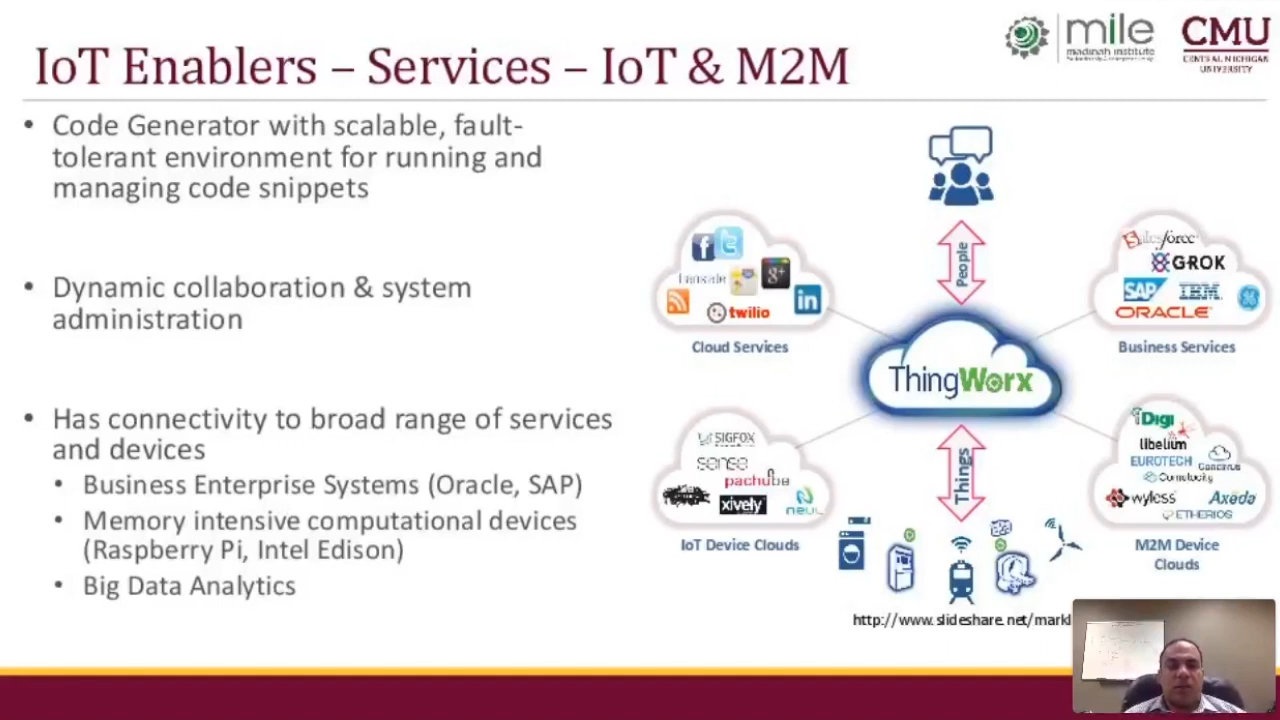 IoT Enablers – Services – IoT & M2M
mile
madinah institute
CMU
CENTRAL MICHIGAN
UNIVERSITY
• Code Generator with scalable, fault-
tolerant environment for running and
managing code snippets
• Dynamic collaboration & system
administration
• Has connectivity to broad range of services
and devices
• Business Enterprise Systems (Oracle, SAP)
• Memory intensive computational devices
(Raspberry Pi, Intel Edison)
• Big Data Analytics
People
g+
in
twilio
Cloud Services
salesforce
GROK
SAP IBM
ORACLE
Business Services
ThingWorx
SIGFOX
sense
pachube
xively
neul
IoT Device Clouds
Things
iDigi
libelium
EUROTECH
Cumulocity
wyless Axeda
ETHERIOS
M2M Device
Clouds
http://www.slideshare.net/markl